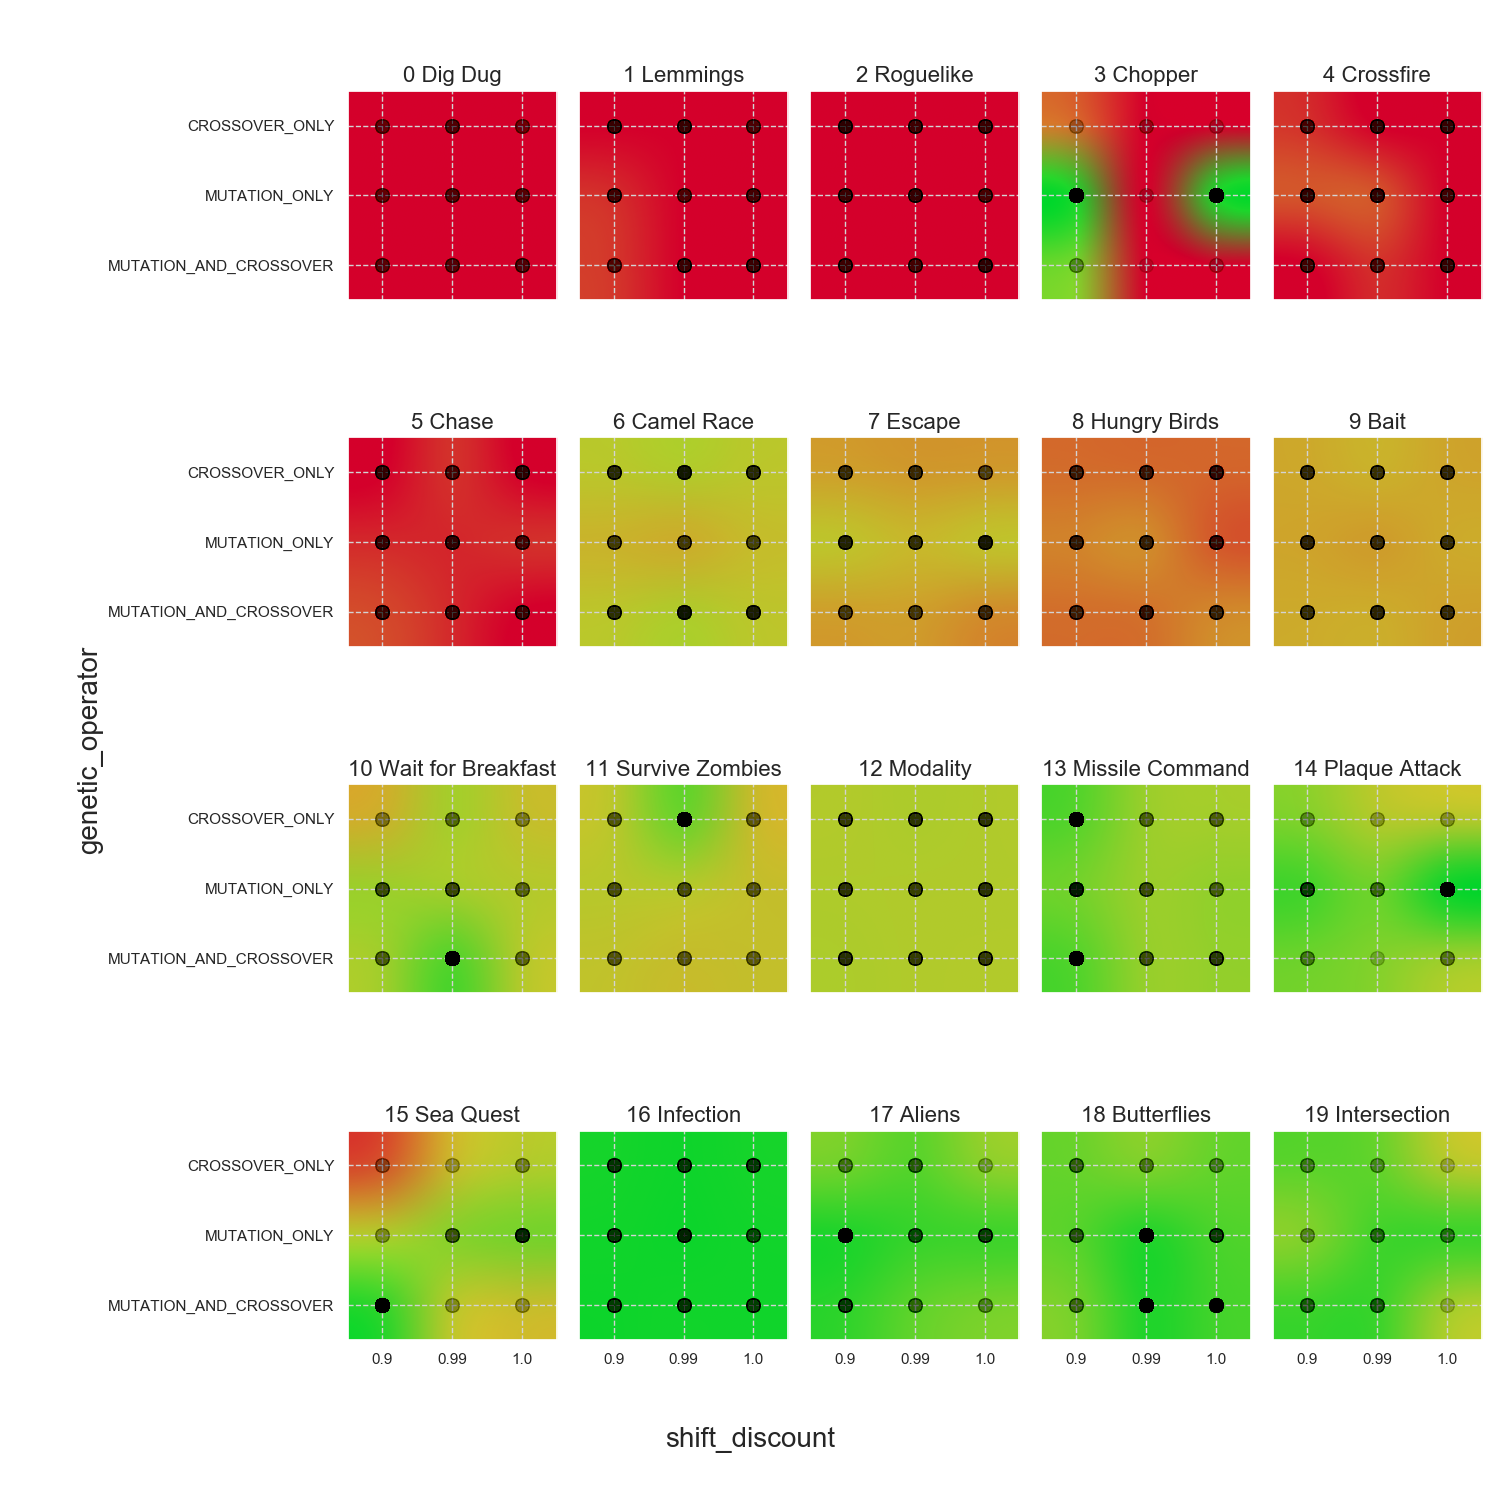 0 Dig Dug
1 Lemmings
2 Roguelike
3 Chopper
4 Crossfire
CROSSOVER_ONLY
MUTATION_ONLY
MUTATION_AND_CROSSOVER
5 Chase
6 Camel Race
7 Escape
8 Hungry Birds
9 Bait
CROSSOVER_ONLY
MUTATION_ONLY
MUTATION_AND_CROSSOVER
genetic_operator
10 Wait for Breakfast
11 Survive Zombies
12 Modality
13 Missile Command
14 Plaque Attack
CROSSOVER_ONLY
MUTATION_ONLY
MUTATION_AND_CROSSOVER
15 Sea Quest
16 Infection
17 Aliens
18 Butterflies
19 Intersection
CROSSOVER_ONLY
MUTATION_ONLY
MUTATION_AND_CROSSOVER
0.9 0.99 1.0
0.9 0.99 1.0
0.9 0.99 1.0
0.9 0.99 1.0
0.9 0.99 1.0
shift_discount